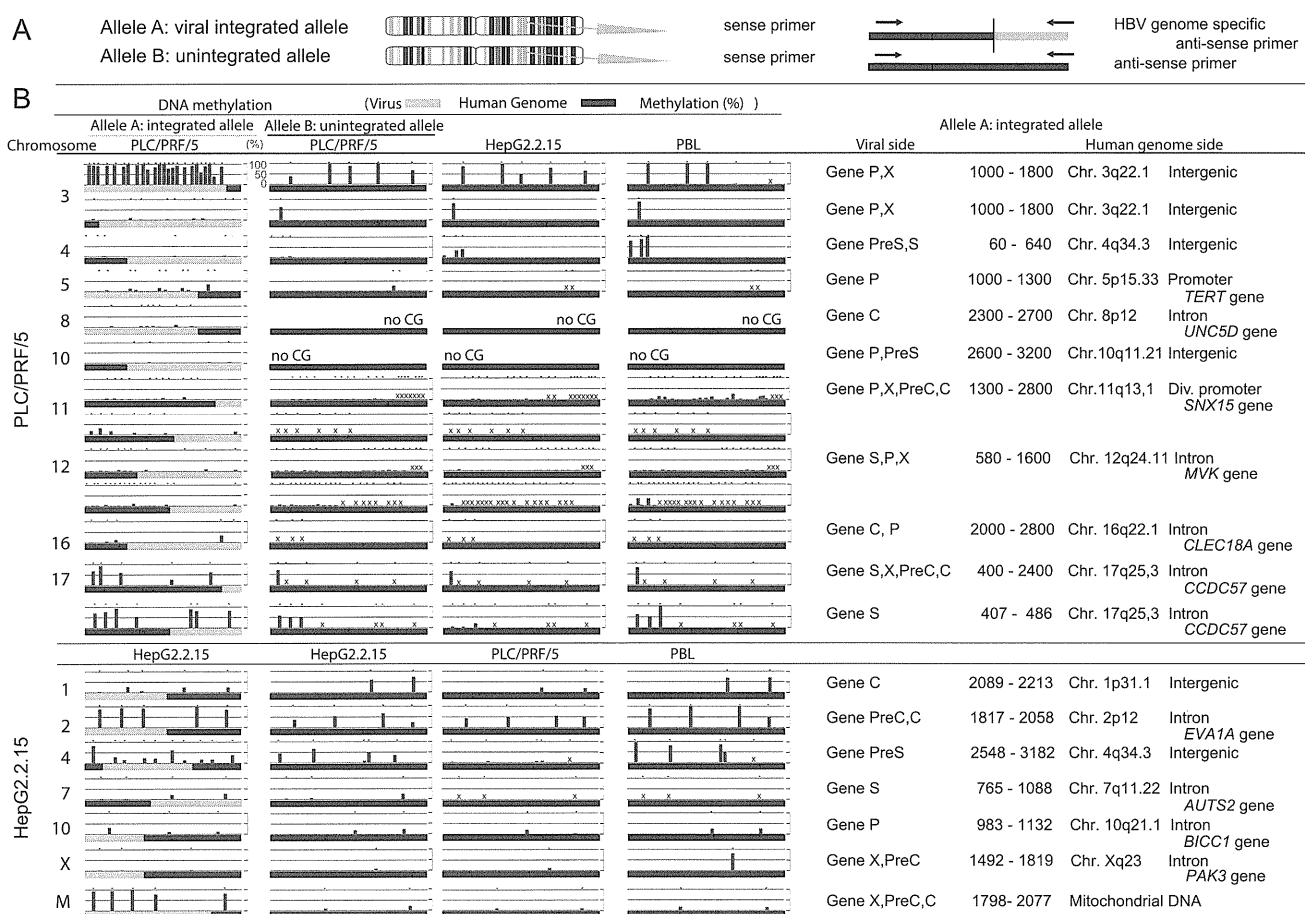 A
Allele A: viral integrated allele
Allele B: unintegrated allele
sense primer
sense primer
HBV genome specific
anti-sense primer
anti-sense primer
B
DNA methylation (Virus Human Genome Methylation (%) )
Allele A: integrated allele Allele B: unintegrated allele Allele A: integrated allele
Chromosome PLC/PRF/5 (%) PLC/PRF/5 HepG2.2.15 PBL Viral side Human genome side
100
50
0
PLC/PRF/5
3 Gene P,X 1000 - 1800 Chr. 3q22.1 Intergenic
x
Gene P,X 1000 - 1800 Chr. 3q22.1 Intergenic
4 Gene PreS,S 60 - 640 Chr. 4q34.3 Intergenic
5 xx xx Gene P 1000 - 1300 Chr. 5p15.33 Promoter
TERT gene
8 no CG no CG no CG Gene C 2300 - 2700 Chr. 8p12 Intron
UNC5D gene
10 no CG no CG no CG Gene P,PreS 2600 - 3200 Chr.10q11.21 Intergenic
11 Gene P,X,PreC,C 1300 - 2800 Chr.11q13,1 Div. promoter
SNX15 gene
12 Gene S,P,X 580 - 1600 Chr. 12q24.11 Intron
MVK gene
16 Gene C, P 2000 - 2800 Chr. 16q22.1 Intron
CLEC18A gene
17 Gene S,X,PreC,C 400 - 2400 Chr. 17q25,3 Intron
CCDC57 gene
Gene S 407 - 486 Chr. 17q25,3 Intron
CCDC57 gene
HepG2.2.15 HepG2.2.15 PLC/PRF/5 PBL
HepG2.2.15
1 Gene C 2089 - 2213 Chr. 1p31.1 Intergenic
2 Gene PreC,C 1817 - 2058 Chr. 2p12 Intron
EVA1A gene
4 Gene PreS 2548 - 3182 Chr. 4q34.3 Intergenic
7 Gene S 765 - 1088 Chr. 7q11.22 Intron
AUTS2 gene
10 Gene P 983 - 1132 Chr. 10q21.1 Intron
BICC1 gene
X Gene X,PreC 1492 - 1819 Chr. Xq23 Intron
PAK3 gene
M Gene X,PreC,C 1798- 2077 Mitochondrial DNA